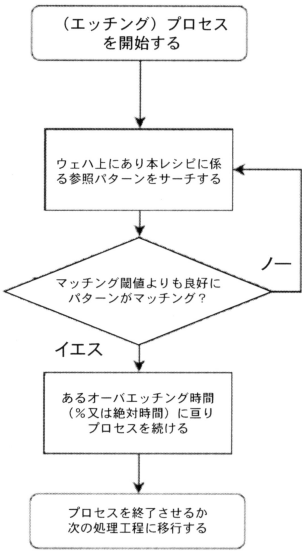 （エッチング）プロセス
を開始する
ウェハ上にあり本レシピに係
る参照パターンをサーチする
ノー
マッチング閾値よりも良好に
パターンがマッチング？
イエス
あるオーバエッチング時間
（％又は絶対時間）に亘り
プロセスを続ける
プロセスを終了させるか
次の処理工程に移行する